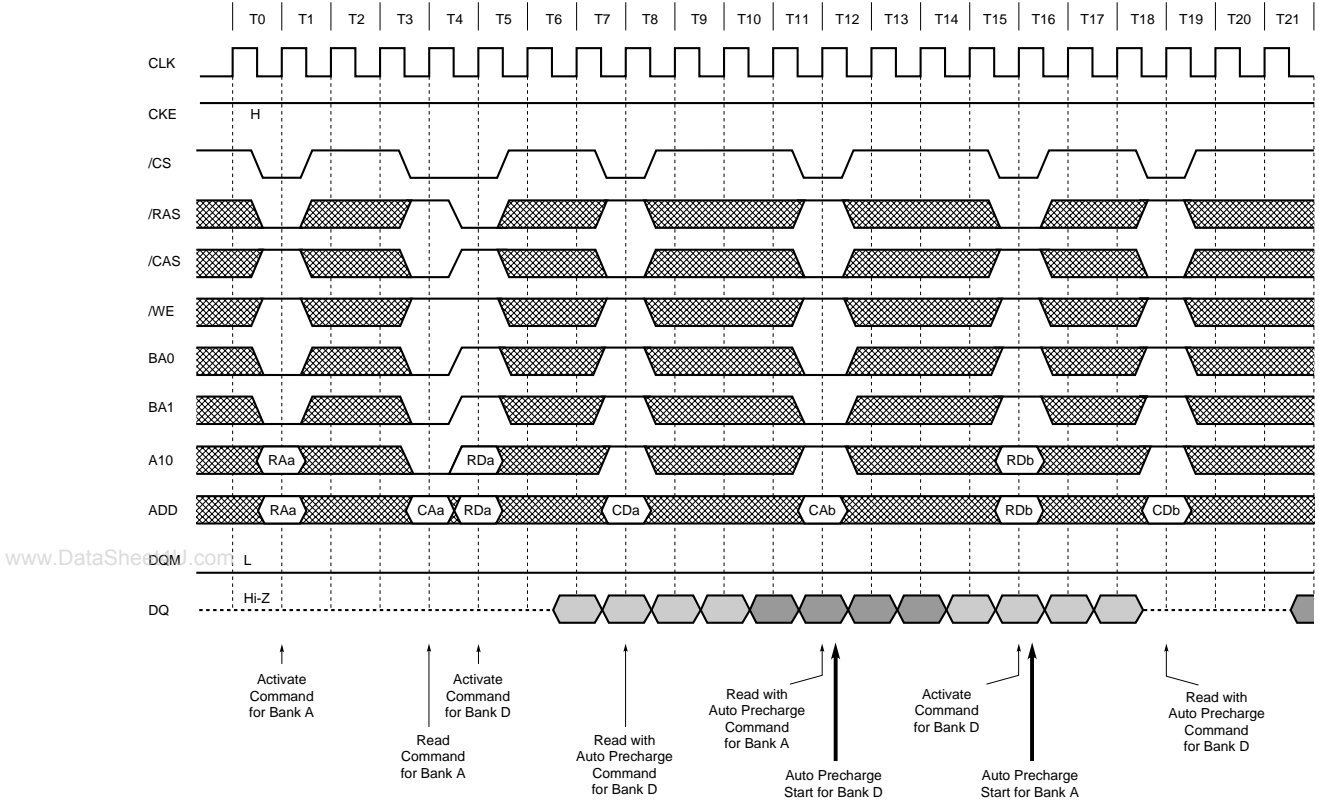 T0 T1 T2 T3 T4 T5 T6 T7 T8 T9 T10 T11 T12 T13 T14 T15 T16 T17 T18 T19 T20 T21
CLK
CKE H
/CS
/RAS
/CAS
/WE
BA0
BA1
A10 RAa RDa RDb
ADD RAa CAa RDa CDa CAb RDb CDb
DQM L
DQ Hi-Z
Activate
Command
for Bank A
Read
Command
for Bank A
Activate
Command
for Bank D
Read with
Auto Precharge
Command
for Bank D
Read with
Auto Precharge
Command
for Bank A
Auto Precharge
Start for Bank D
Activate
Command
for Bank D
Auto Precharge
Start for Bank A
Read with
Auto Precharge
Command
for Bank D